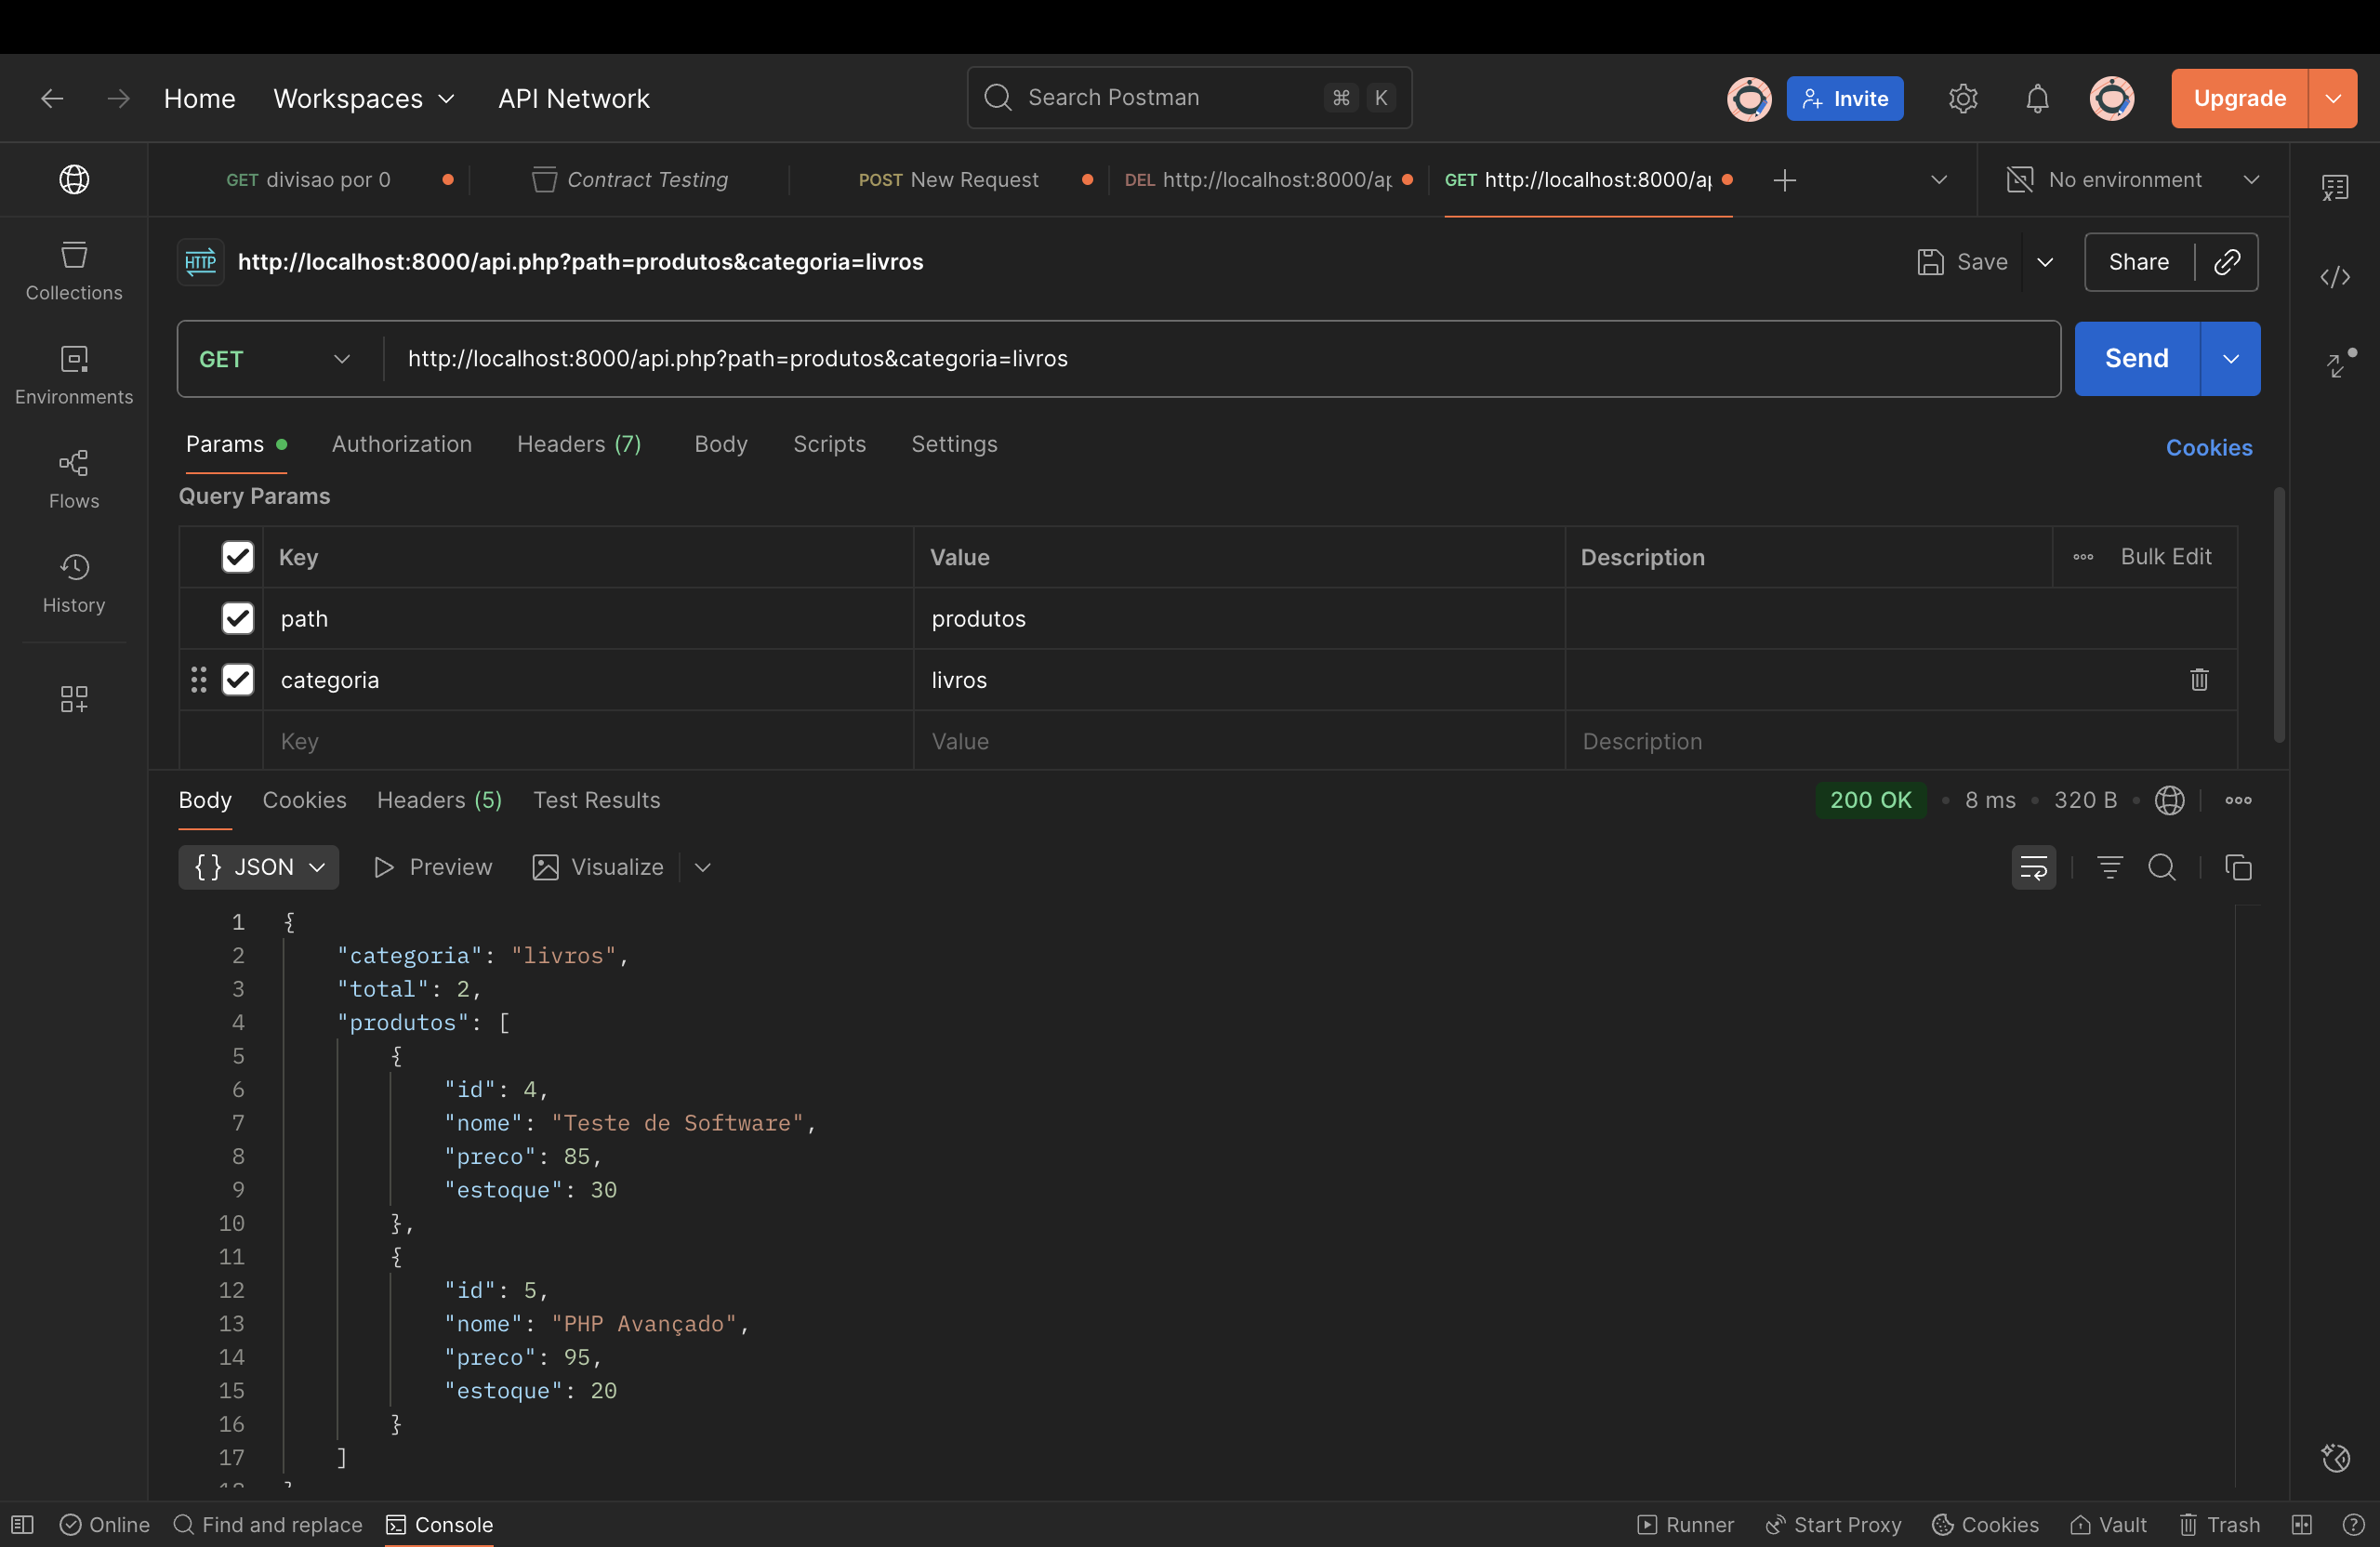 Home Workspaces API Network Search Postman ⌘ K Invite Upgrade
GET divisao por 0 Contract Testing POST New Request DEL http://localhost:8000/ap GET http://localhost:8000/a No environment
HTTP http://localhost:8000/api.php?path=produtos&categoria=livros Save Share
Collections
GET http://localhost:8000/api.php?path=produtos&categoria=livros Send
Environments
Params Authorization Headers (7) Body Scripts Settings Cookies
Flows
Query Params
Key Value Description Bulk Edit
History
path produtos
categoria livros
Key Value Description
Body Cookies Headers (5) Test Results 200 OK 8 ms 320 B
{} JSON Preview Visualize
1 {
2 "categoria": "livros",
3 "total": 2,
4 "produtos": [
5 {
6 "id": 4,
7 "nome": "Teste de Software",
8 "preco": 85,
9 "estoque": 30
10 },
11 {
12 "id": 5,
13 "nome": "PHP Avançado",
14 "preco": 95,
15 "estoque": 20
16 }
17 ]
Online Find and replace Console Runner Start Proxy Cookies Vault Trash